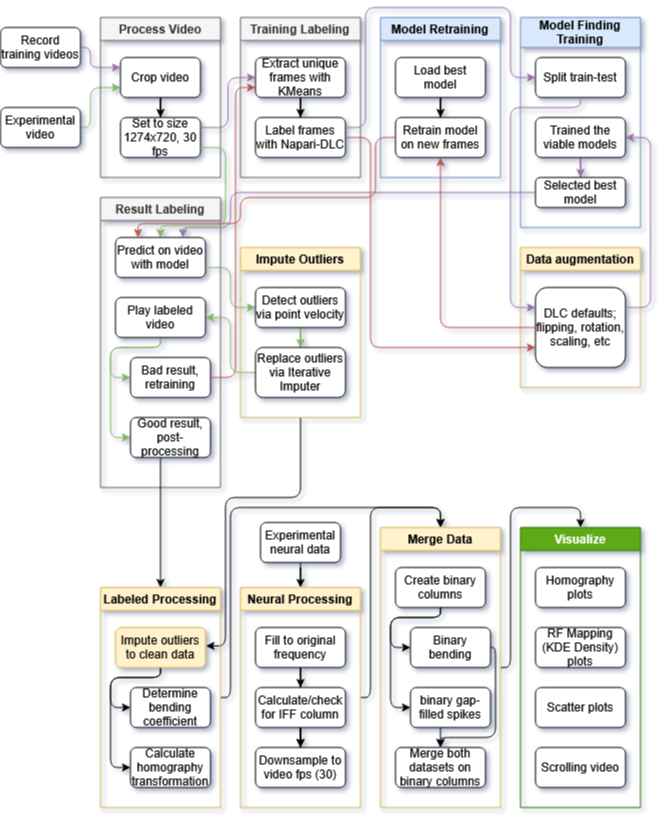 Record
training videos
Experimental
video
Process Video
Crop video
Set to size
1274x720, 30
fps
Training Labeling
Extract unique
frames with
KMeans
Label frames
with Napari-DLC
Model Retraining
Load best
model
Retrain model
on new frames
Model Finding
Training
Split train-test
Trained the
viable models
Selected best
model
Result Labeling
Predict on video
with model
Play labeled
video
Bad result,
retraining
Good result,
post-
processing
Impute Outliers
Detect outliers
via point velocity
Replace outliers
via Iterative
Imputer
Data augmentation
DLC defaults;
flipping, rotation,
scaling, etc
Labeled Processing
Impute outliers
to clean data
Determine
bending
coefficient
Calculate
homography
transformation
Experimental
neural data
Neural Processing
Fill to original
frequency
Calculate/check
for IFF column
Downsample to
video fps (30)
Merge Data
Create binary
columns
Binary
bending
binary gap-
filled spikes
Merge both
datasets on
binary columns
Visualize
Homography
plots
RF Mapping
(KDE Density)
plots
Scatter plots
Scrolling video